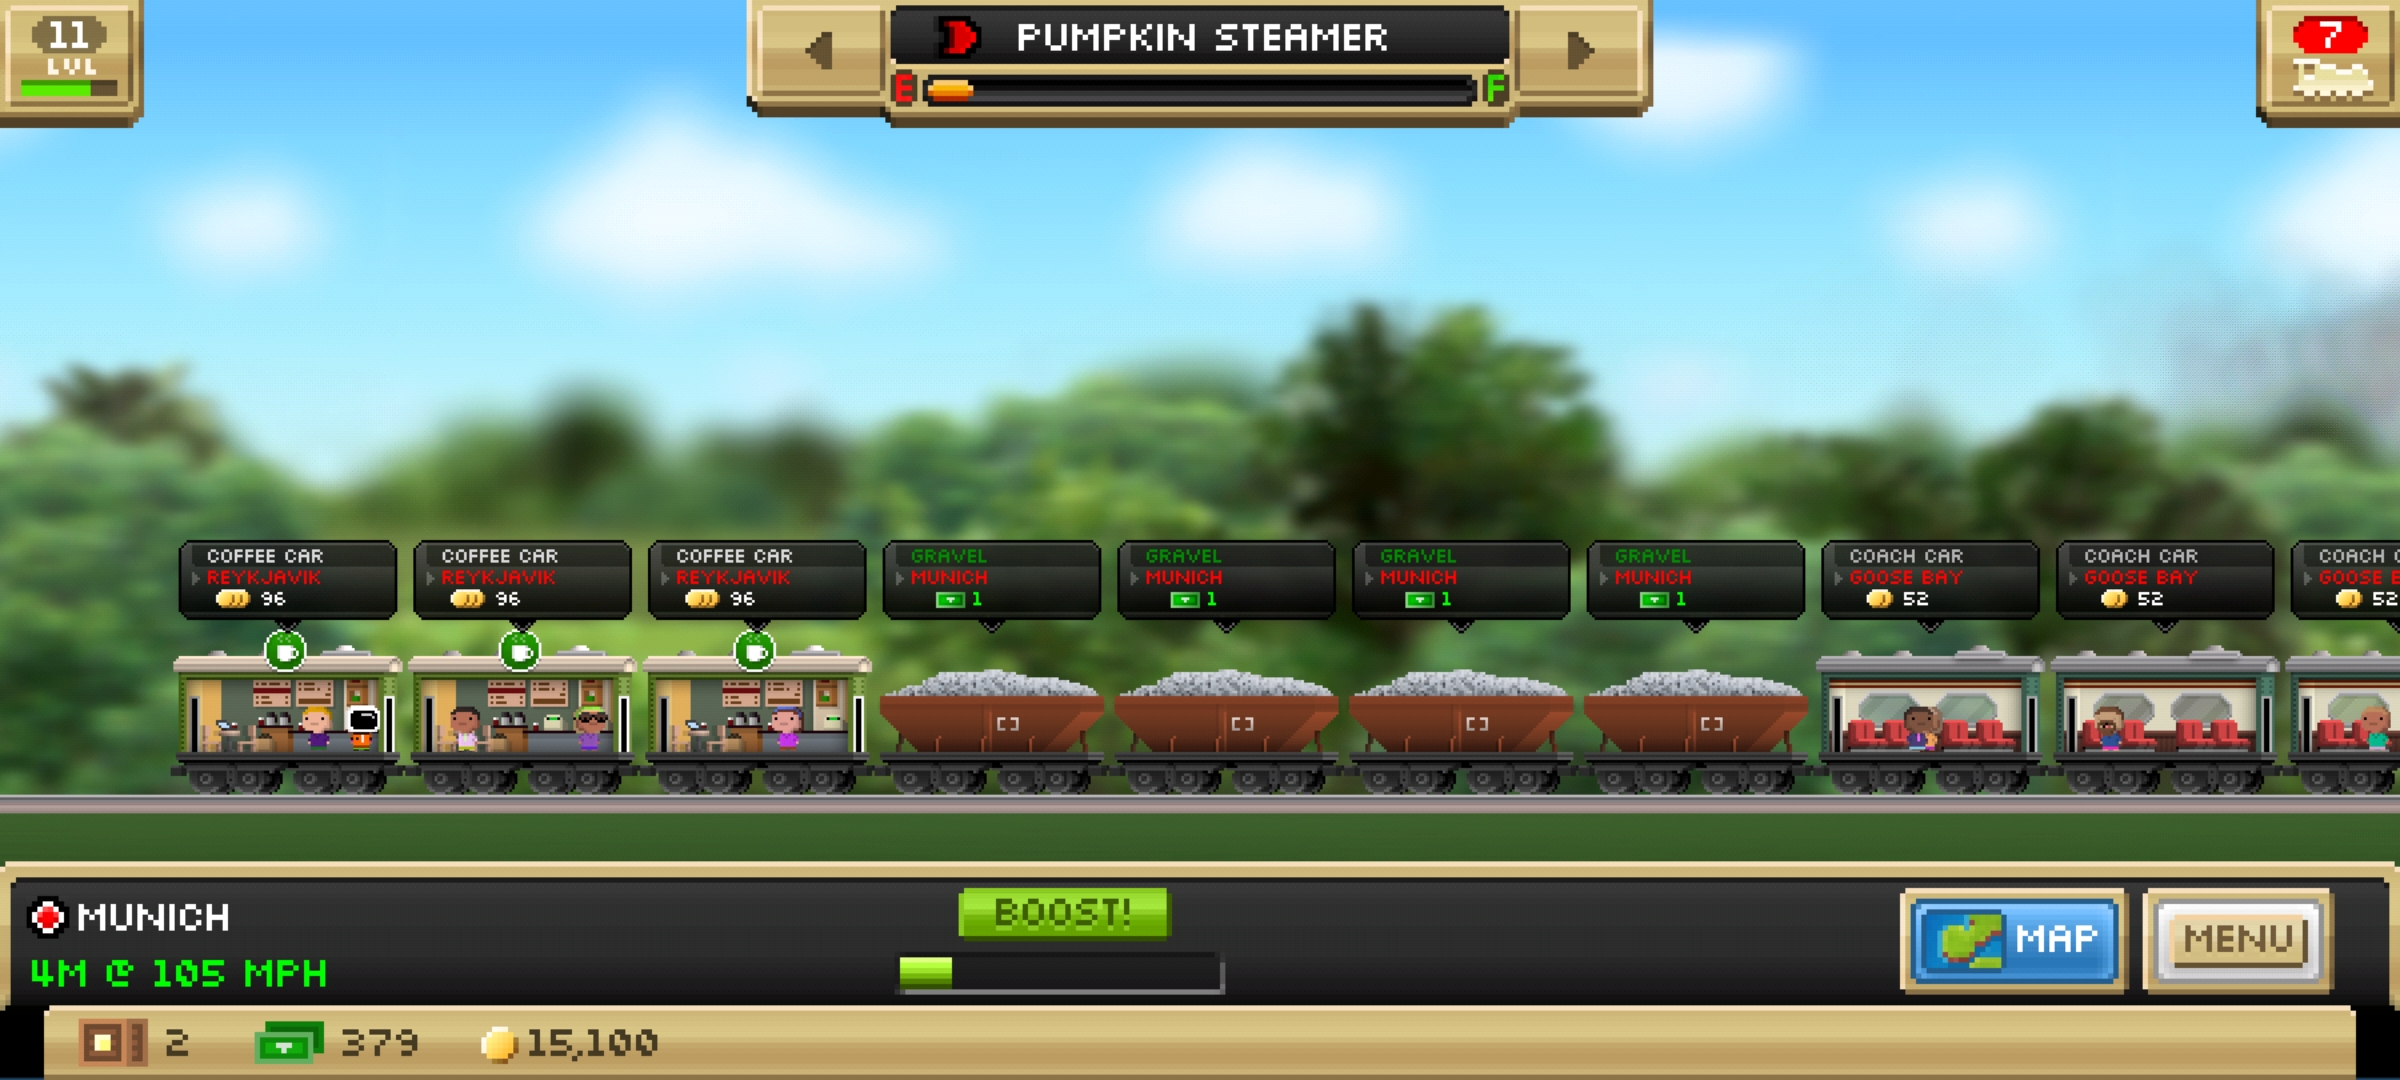 11
LVL
PUMPKIN STEAMER
E F
7
COFFEE CAR
REYKJAVIK
96
COFFEE CAR
REYKJAVIK
96
COFFEE CAR
REYKJAVIK
96
GRAVEL
MUNICH
1
GRAVEL
MUNICH
1
GRAVEL
MUNICH
1
GRAVEL
MUNICH
1
COACH CAR
GOOSE BAY
52
COACH CAR
GOOSE BAY
52
COACH
GOOSE
52
MUNICH
4M @ 105 MPH
BOOST!
MAP
MENU
2
379
15,100